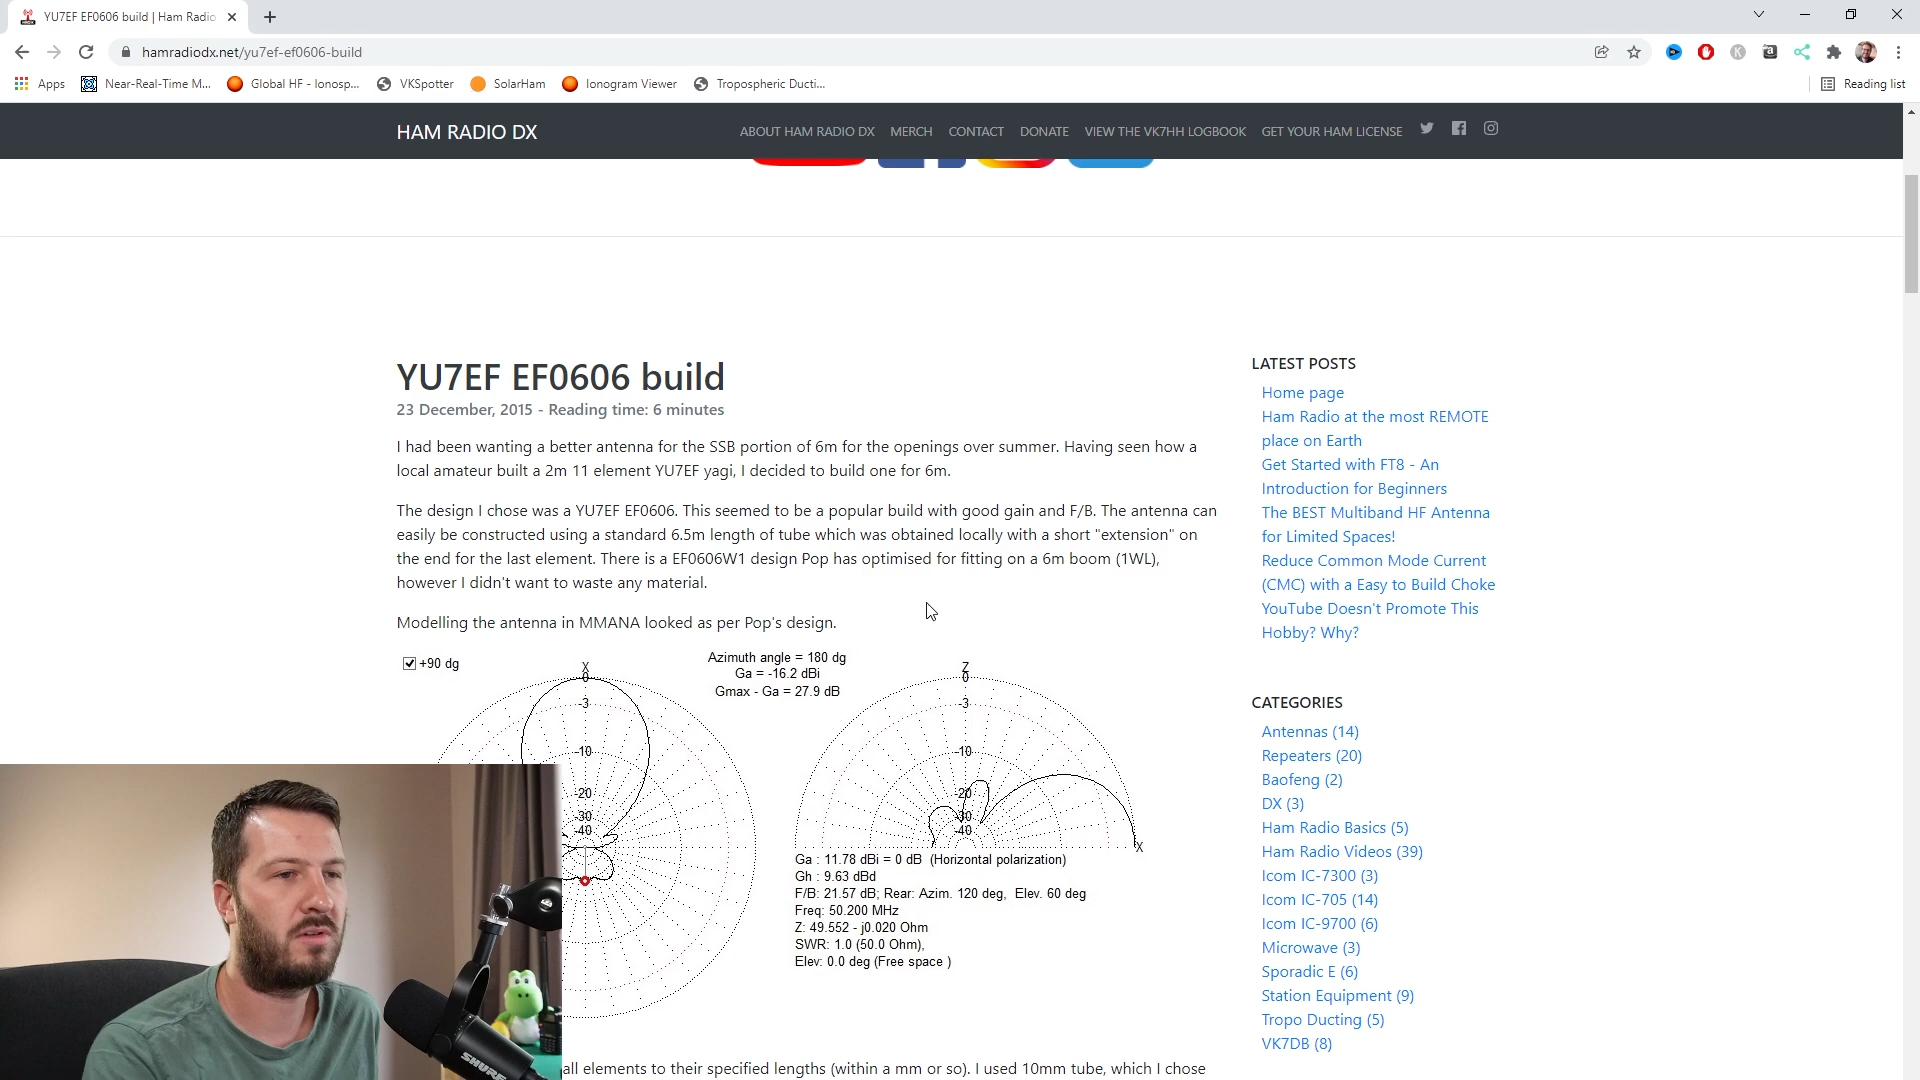 YU7EF EF0606 build | Ham Radio
hamradiodx.net/yu7ef-ef0606-build
Apps
Near-Real-Time M...
Global HF - Ionosp...
VKSpotter
SolarHam
Ionogram Viewer
Tropospheric Ducti...
Reading list
HAM RADIO DX
ABOUT HAM RADIO DX
MERCH
CONTACT
DONATE
VIEW THE VK7HH LOGBOOK
GET YOUR HAM LICENSE
YU7EF EF0606 build
23 December, 2015 - Reading time: 6 minutes
I had been wanting a better antenna for the SSB portion of 6m for the openings over summer. Having seen how a
local amateur built a 2m 11 element YU7EF yagi, I decided to build one for 6m.
The design I chose was a YU7EF EF0606. This seemed to be a popular build with good gain and F/B. The antenna can
easily be constructed using a standard 6.5m length of tube which was obtained locally with a short "extension" on
the end for the last element. There is a EF0606W1 design Pop has optimised for fitting on a 6m boom (1WL),
however I didn't want to waste any material.
Modelling the antenna in MMANA looked as per Pop's design.
+90 dg
Azimuth angle = 180 dg
Ga = -16.2 dBi
Gmax - Ga = 27.9 dB
X
0
-3
-10
-20
-30
-40
Z
0
-3
-10
-20
-30
-40
X
Ga : 11.78 dBi = 0 dB (Horizontal polarization)
Gh : 9.63 dBd
F/B: 21.57 dB; Rear: Azim. 120 deg, Elev. 60 deg
Freq: 50.200 MHz
Z: 49.552 - j0.020 Ohm
SWR: 1.0 (50.0 Ohm),
Elev: 0.0 deg (Free space )
all elements to their specified lengths (within a mm or so). I used 10mm tube, which I chose
LATEST POSTS
Home page
Ham Radio at the most REMOTE
place on Earth
Get Started with FT8 - An
Introduction for Beginners
The BEST Multiband HF Antenna
for Limited Spaces!
Reduce Common Mode Current
(CMC) with a Easy to Build Choke
YouTube Doesn't Promote This
Hobby? Why?
CATEGORIES
Antennas (14)
Repeaters (20)
Baofeng (2)
DX (3)
Ham Radio Basics (5)
Ham Radio Videos (39)
Icom IC-7300 (3)
Icom IC-705 (14)
Icom IC-9700 (6)
Microwave (3)
Sporadic E (6)
Station Equipment (9)
Tropo Ducting (5)
VK7DB (8)
SHURE